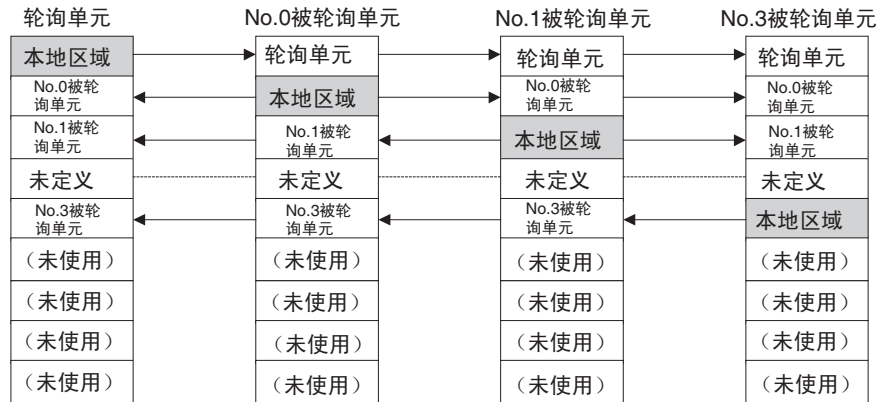 轮询单元 No.0被轮询单元 No.1被轮询单元 No.3被轮询单元
本地区域 轮询单元 轮询单元 轮询单元
No.0被轮
询单元
本地区域
No.0被轮
询单元
No.0被轮
询单元
No.1被轮
询单元
No.1被轮
询单元
本地区域
No.1被轮
询单元
未定义 未定义 未定义 未定义
No.3被轮
询单元
No.3被轮
询单元
No.3被轮
询单元
本地区域
(未使用) (未使用) (未使用) (未使用)
(未使用) (未使用) (未使用) (未使用)
(未使用) (未使用) (未使用) (未使用)
(未使用) (未使用) (未使用) (未使用)